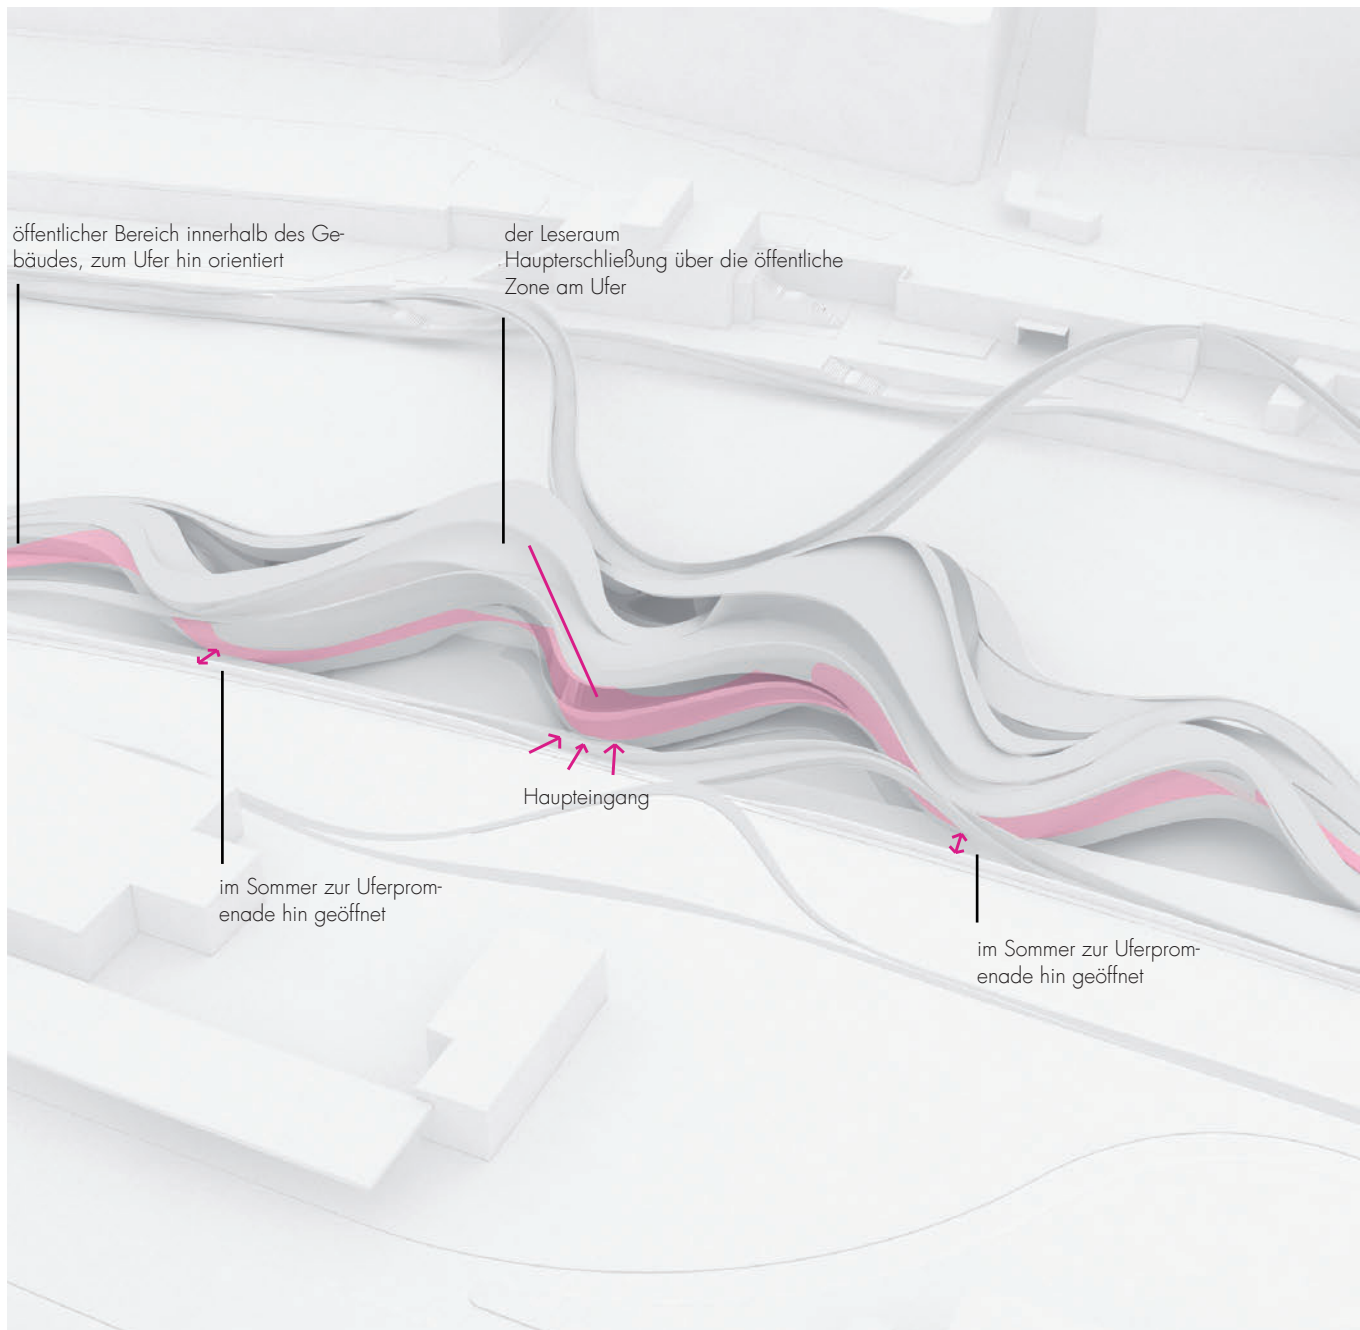 öffentlicher Bereich innerhalb des Ge-
bäudes, zum Ufer hin orientiert
der Leseraum
Haupterschließung über die öffentliche
Zone am Ufer
Haupteingang
im Sommer zur Uferprom-
enade hin geöffnet
im Sommer zur Uferprom-
enade hin geöffnet